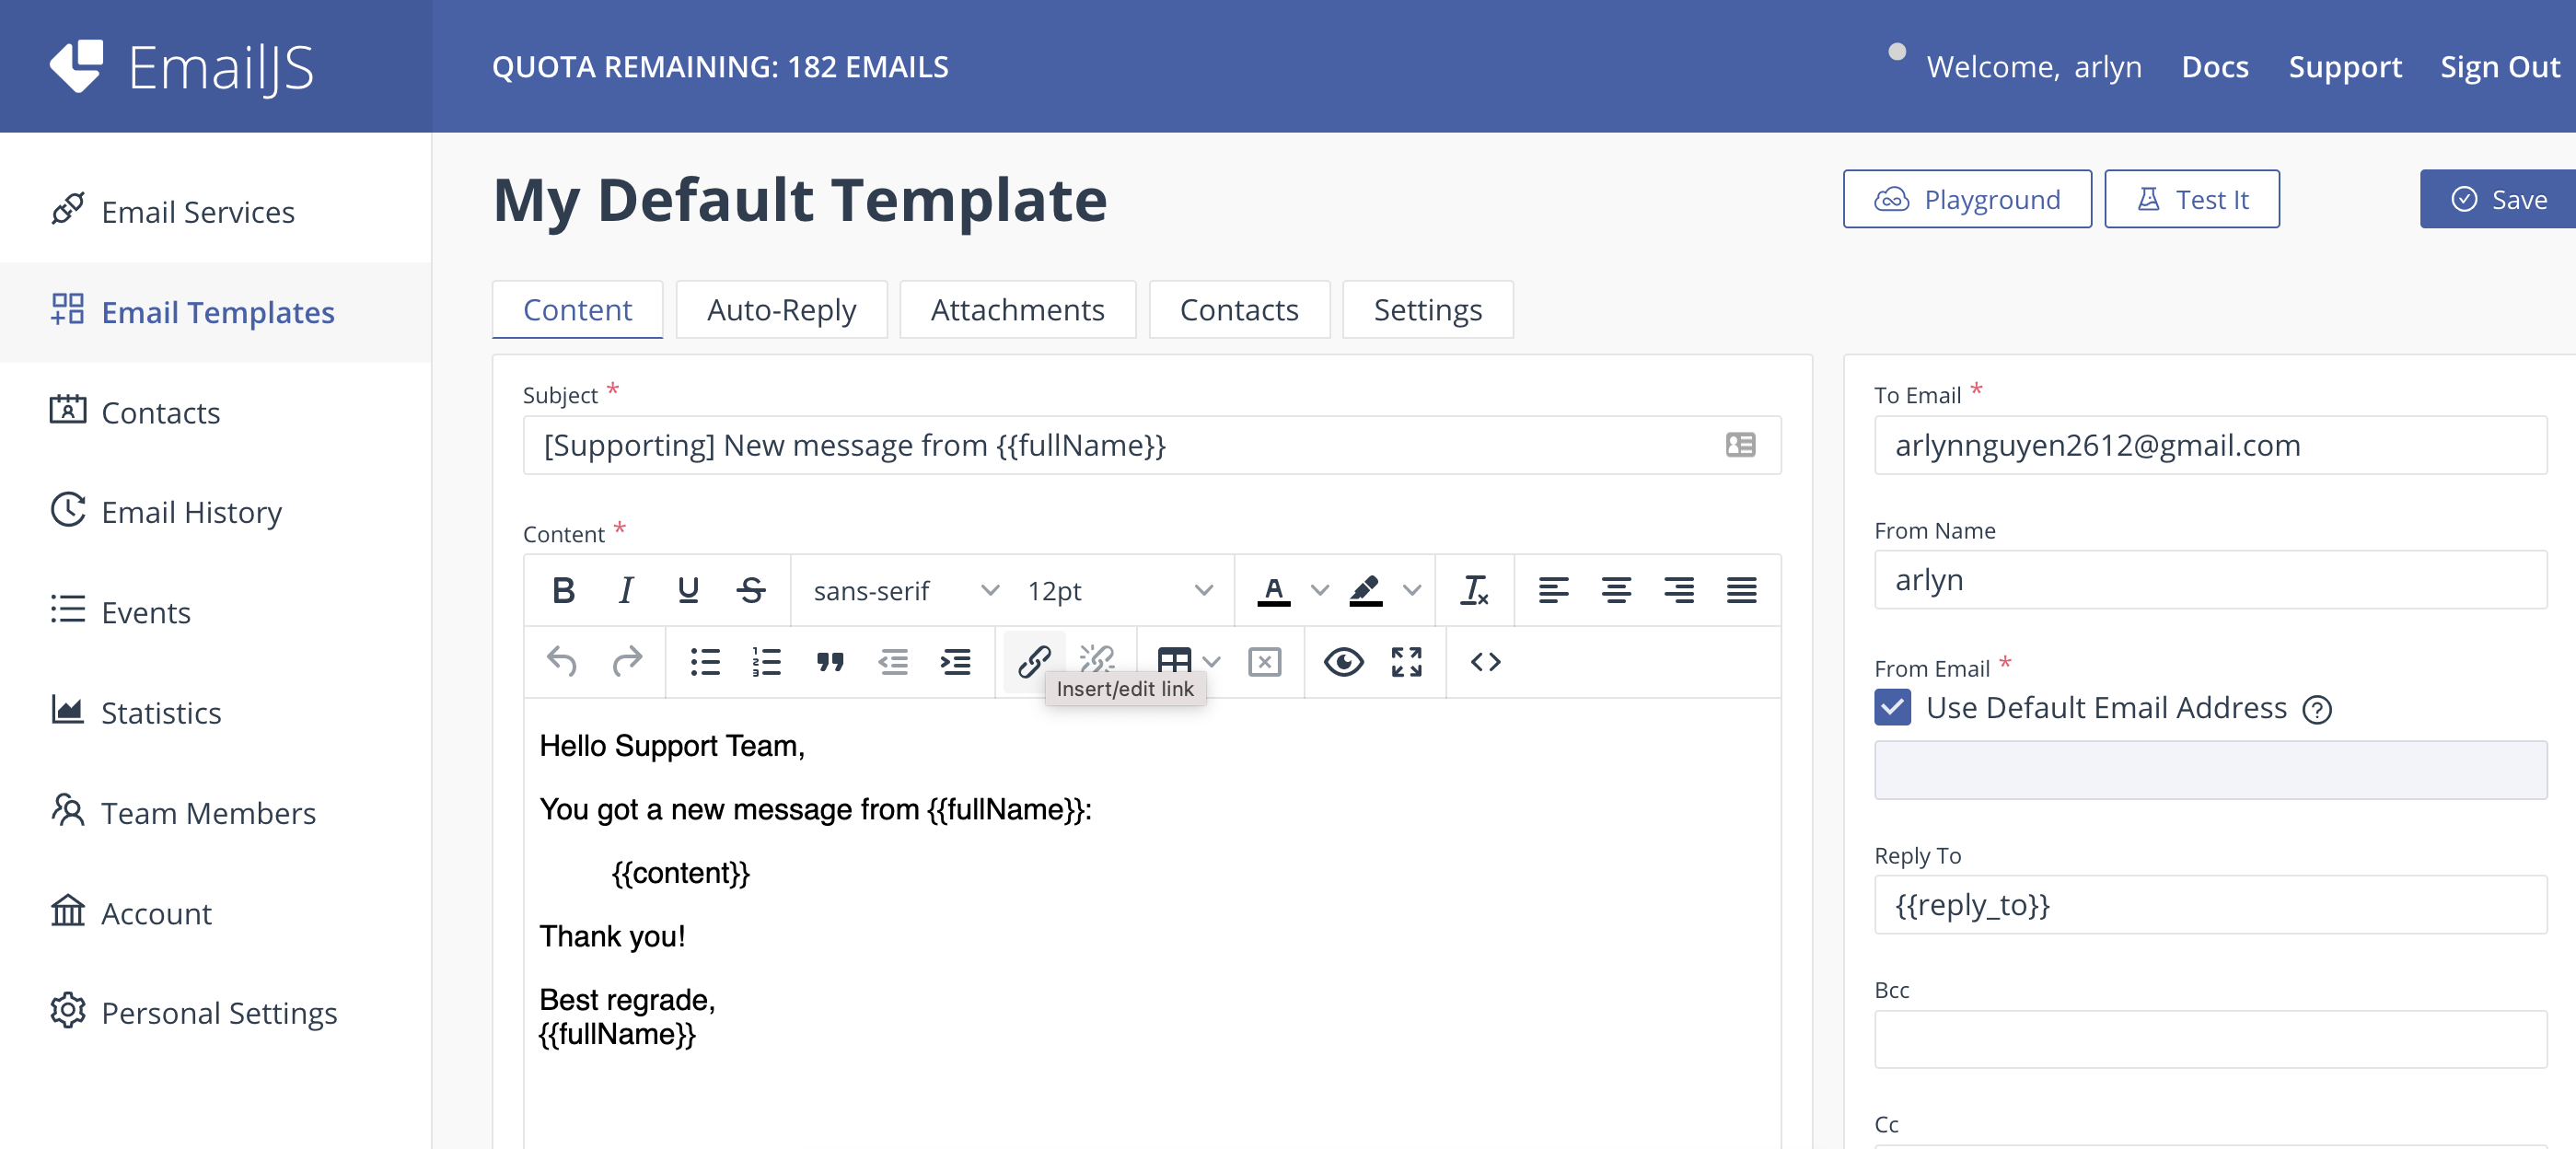 EmailJS
QUOTA REMAINING: 182 EMAILS
Welcome, arlyn
Docs
Support
Sign Out
Email Services
Email Templates
Contacts
Email History
Events
Statistics
Team Members
Account
Personal Settings
My Default Template
Playground
Test It
Save
Content
Auto-Reply
Attachments
Contacts
Settings
Subject *
[Supporting] New message from {{fullName}}
Content *
B I U S sans-serif 12pt A
Insert/edit link
Hello Support Team,
You got a new message from {{fullName}}:
{{content}}
Thank you!
Best regrade,
{{fullName}}
To Email *
arlynnguyen2612@gmail.com
From Name
arlyn
From Email *
Use Default Email Address
Reply To
{{reply_to}}
Bcc
Cc